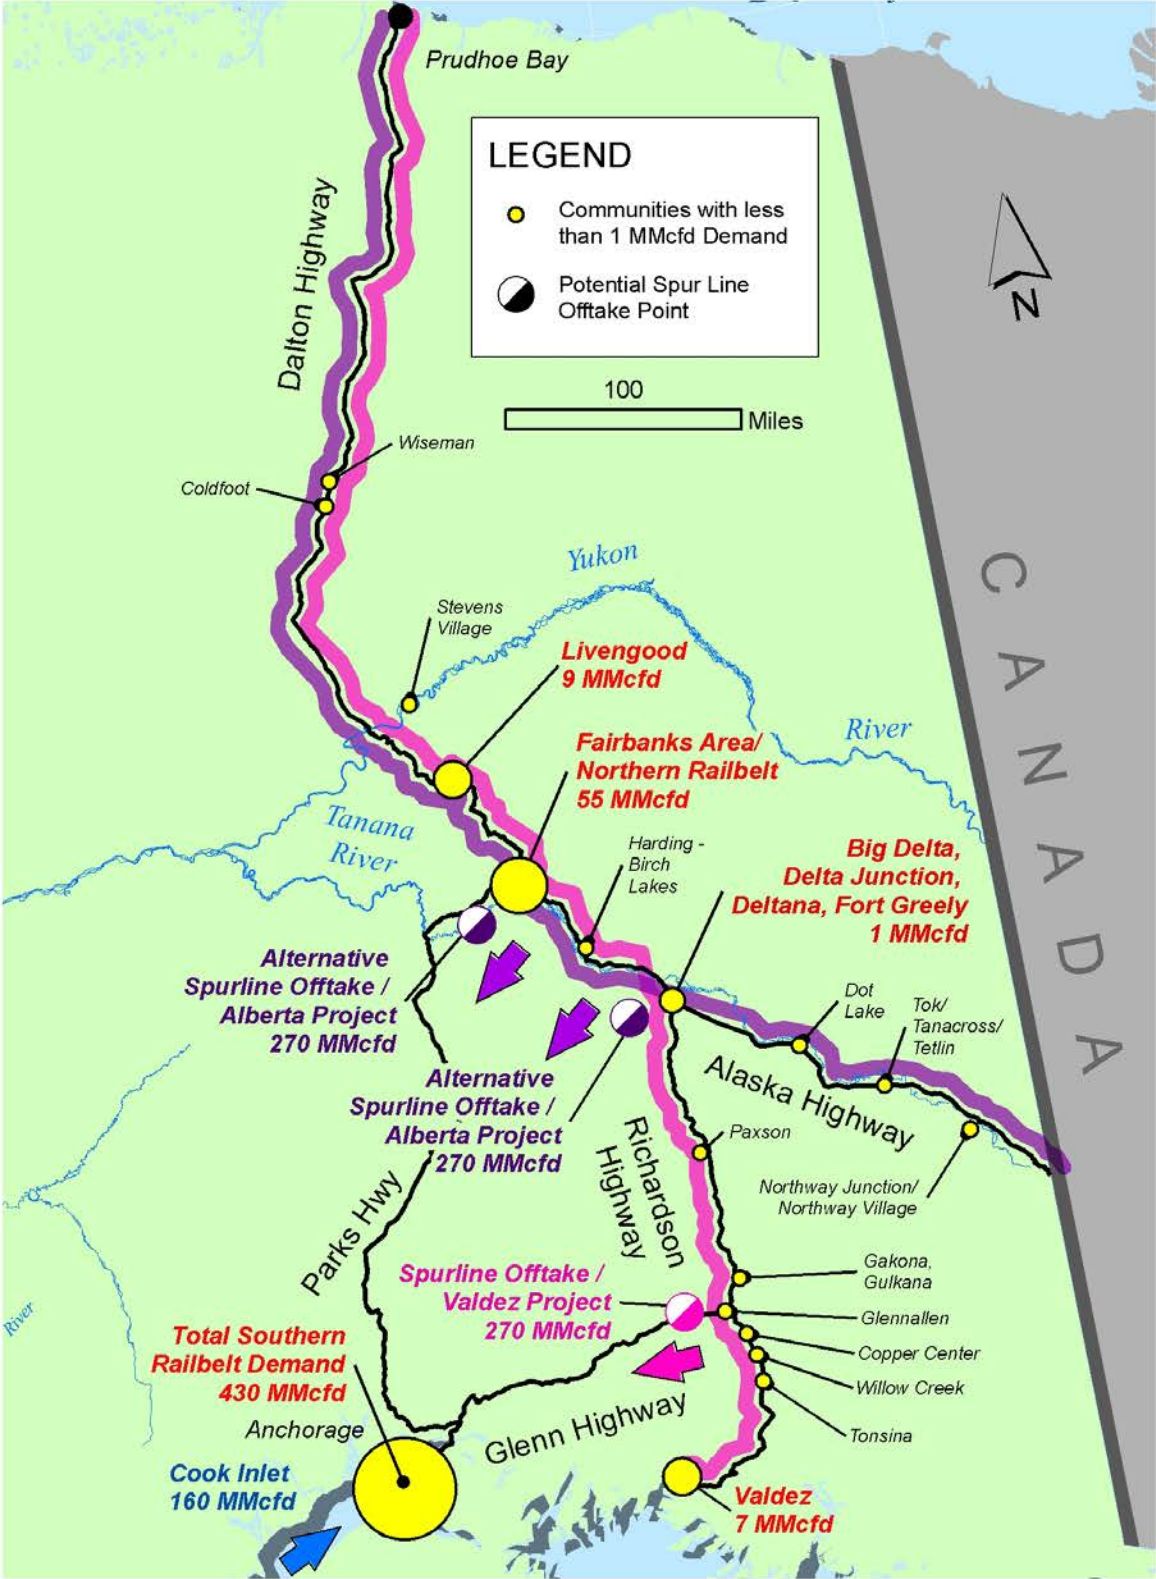 Prudhoe Bay
LEGEND
Communities with less
than 1 MMcfd Demand
Potential Spur Line
Offtake Point
N
100
Miles
Dalton Highway
Wiseman
Coldfoot
Yukon
Stevens
Village
Livengood
9 MMcfd
River
Fairbanks Area/
Northern Railbelt
55 MMcfd
Tanana
River
Harding -
Birch
Lakes
Big Delta,
Delta Junction,
Deltana, Fort Greely
1 MMcfd
CANADA
Alternative
Spurline Offtake /
Alberta Project
270 MMcfd
Dot
Lake
Tok/
Tanacross/
Tetlin
Alternative
Spurline Offtake /
Alberta Project
270 MMcfd
Alaska Highway
Paxson
Richardson
Highway
Northway Junction/
Northway Village
Parks Hwy
Spurline Offtake /
Valdez Project
270 MMcfd
Gakona,
Gulkana
Glennallen
Copper Center
Willow Creek
Tonsina
River
Total Southern
Railbelt Demand
430 MMcfd
Anchorage
Glenn Highway
Cook Inlet
160 MMcfd
Valdez
7 MMcfd